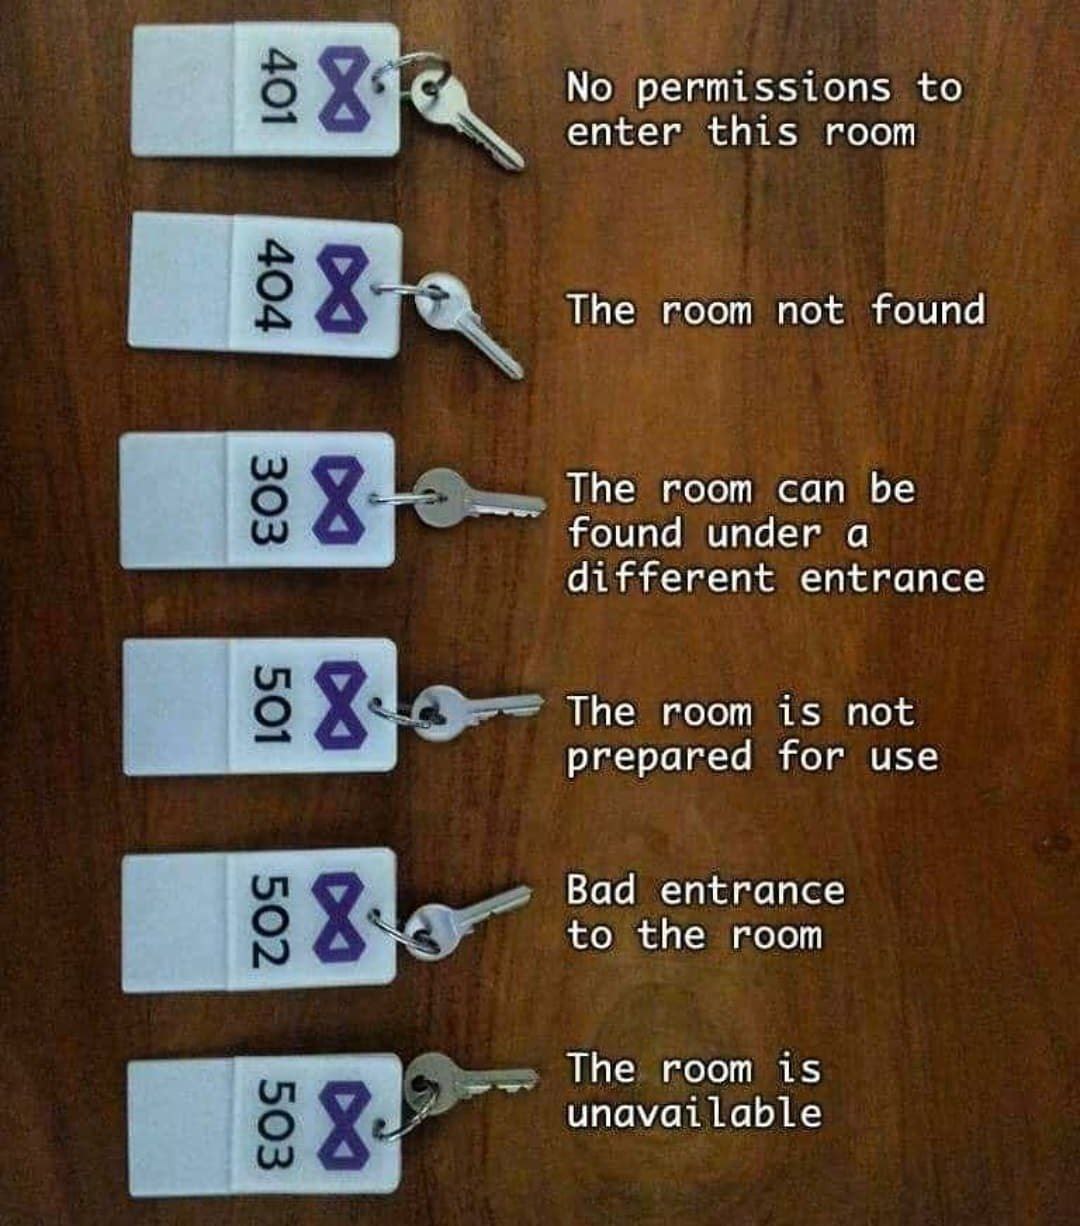 401
No permissions to
enter this room
404
The room not found
303
The room can be
found under a
different entrance
501
The room is not
prepared for use
502
Bad entrance
to the room
503
The room is
unavailable